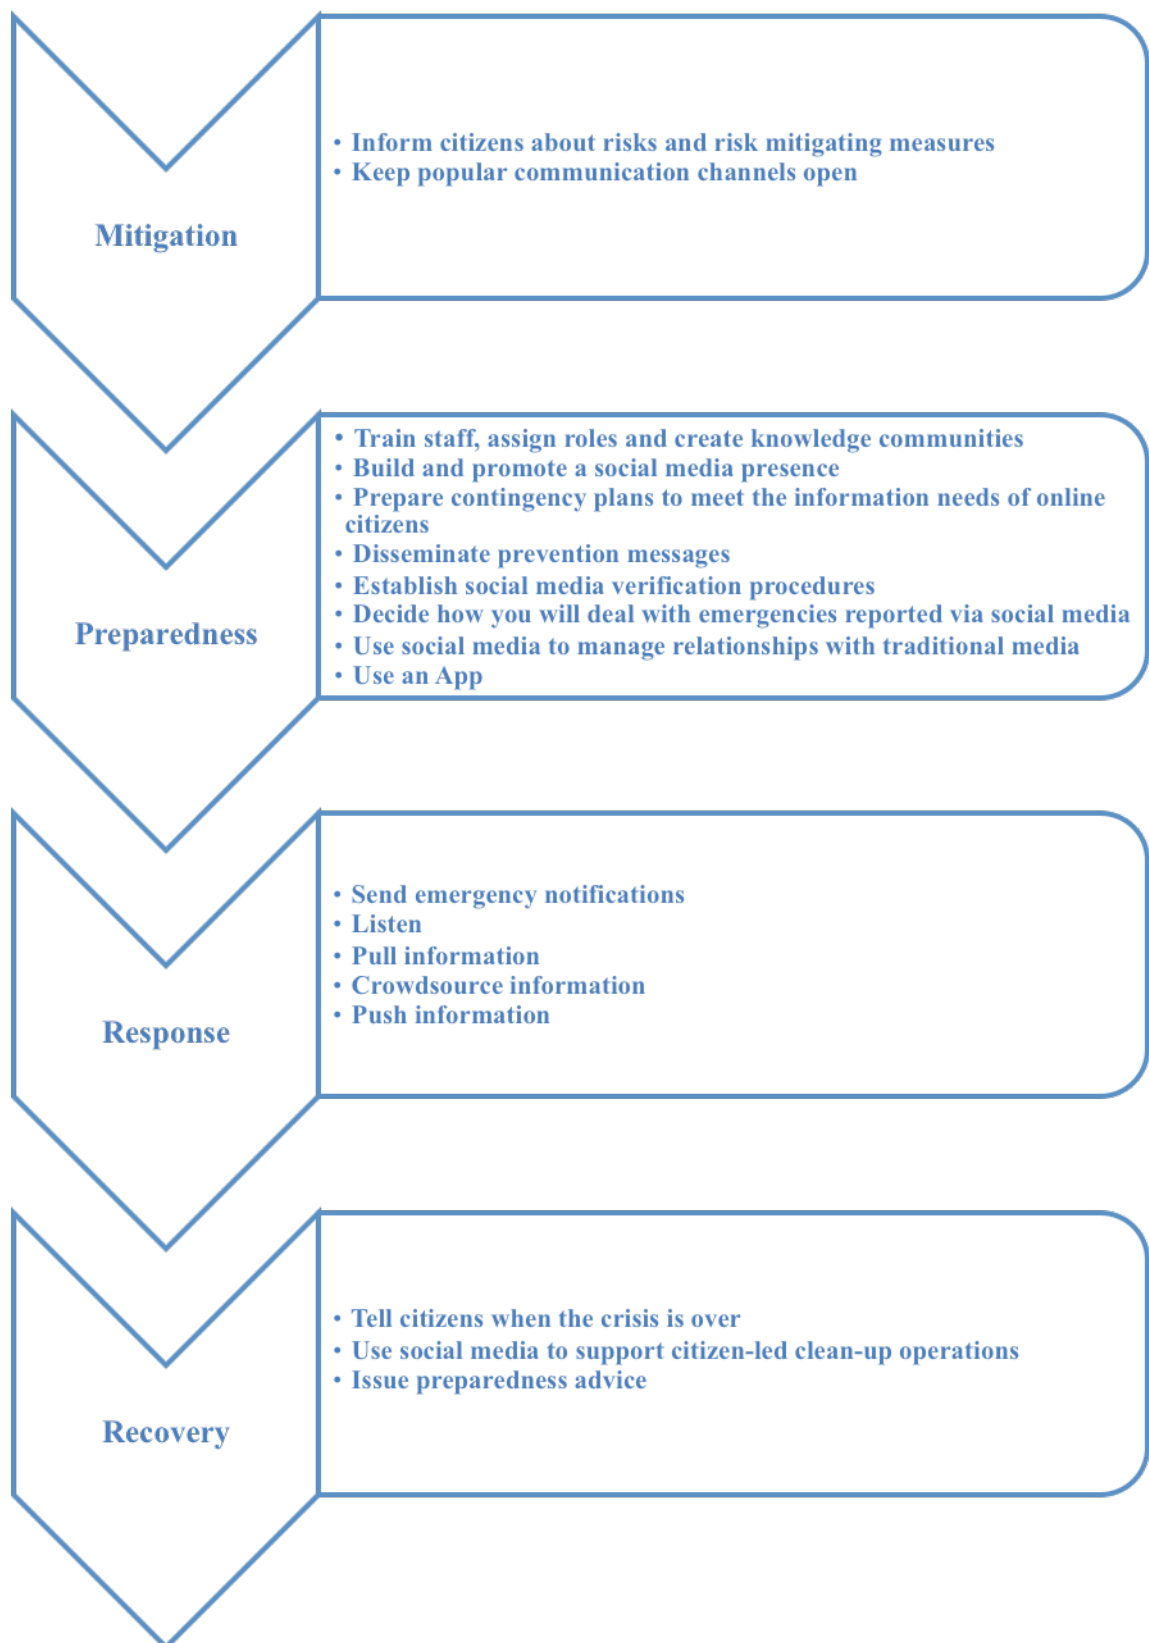 Mitigation
• Inform citizens about risks and risk mitigating measures
• Keep popular communication channels open
Preparedness
• Train staff, assign roles and create knowledge communities
• Build and promote a social media presence
• Prepare contingency plans to meet the information needs of online
citizens
• Disseminate prevention messages
• Establish social media verification procedures
• Decide how you will deal with emergencies reported via social media
• Use social media to manage relationships with traditional media
• Use an App
Response
• Send emergency notifications
• Listen
• Pull information
• Crowdsource information
• Push information
Recovery
• Tell citizens when the crisis is over
• Use social media to support citizen-led clean-up operations
• Issue preparedness advice